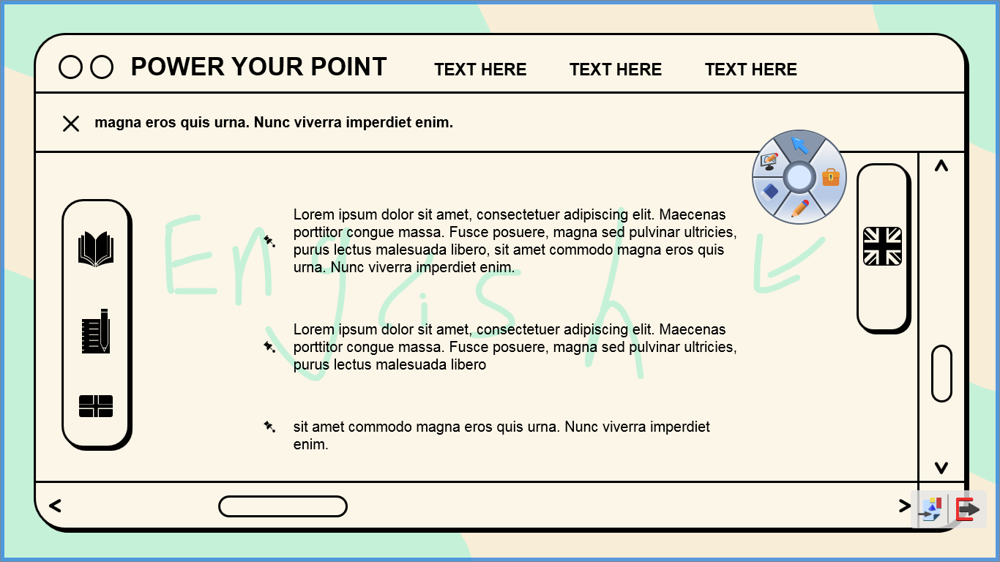 POWER YOUR POINT TEXT HERE TEXT HERE TEXT HERE
magna eros quis urna. Nunc viverra imperdiet enim.
Lorem ipsum dolor sit amet, consectetuer adipiscing elit. Maecenas
porttitor congue massa. Fusce posuere, magna sed pulvinar ultricies,
purus lectus malesuada libero, sit amet commodo magna eros quis
urna. Nunc viverra imperdiet enim.
English
Lorem ipsum dolor sit amet, consectetuer adipiscing elit. Maecenas
porttitor congue massa. Fusce posuere, magna sed pulvinar ultricies,
purus lectus malesuada libero
sit amet commodo magna eros quis urna. Nunc viverra imperdiet
enim.